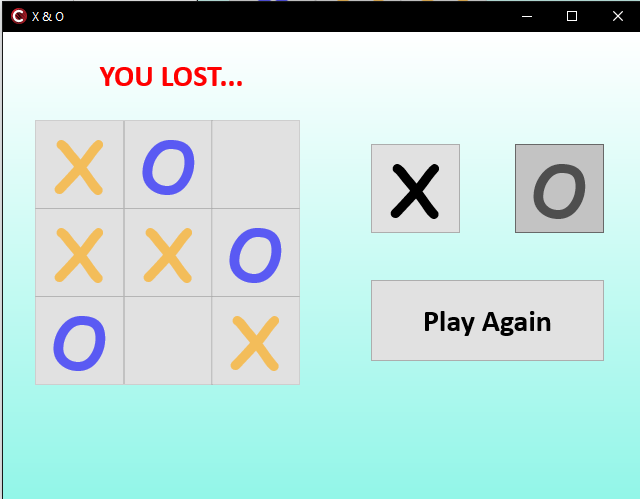 X & O
YOU LOST...
X O
X X O
O X
X O
Play Again